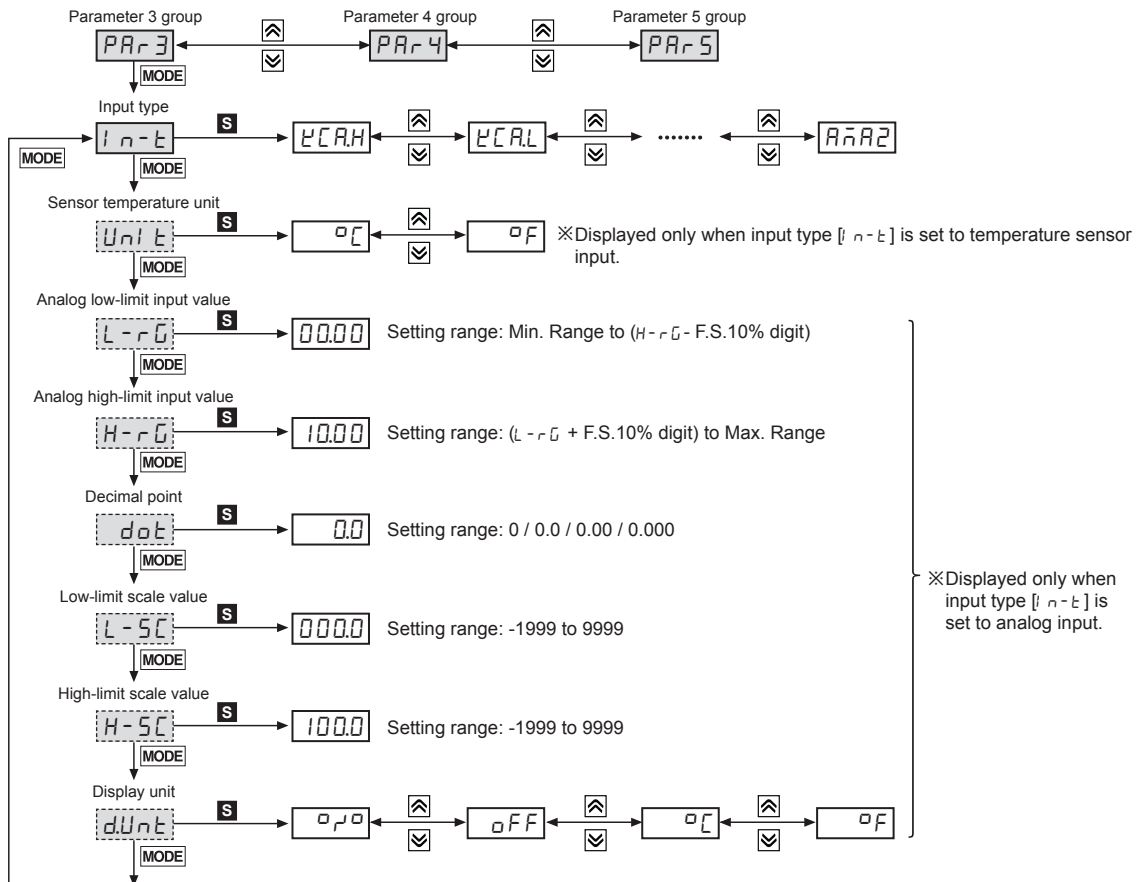 Parameter 3 group Parameter 4 group Parameter 5 group
PAr3 PAr4 PAr5
MODE
Input type
In-t S KCA.H KCA.L ······· AMA2
MODE MODE
Sensor temperature unit
UnIt S °C °F ※Displayed only when input type [In-t] is set to temperature sensor
input.
MODE
Analog low-limit input value
L-rG S 00.00 Setting range: Min. Range to (H-rG- F.S.10% digit)
MODE
Analog high-limit input value
H-rG S 10.00 Setting range: (L-rG + F.S.10% digit) to Max. Range
MODE
Decimal point
dot S 0.0 Setting range: 0 / 0.0 / 0.00 / 0.000
MODE
※Displayed only when
input type [In-t] is
set to analog input.
Low-limit scale value
L-SC S 000.0 Setting range: -1999 to 9999
MODE
High-limit scale value
H-SC S 100.0 Setting range: -1999 to 9999
MODE
Display unit
d.Unt S % oFF °C °F
MODE